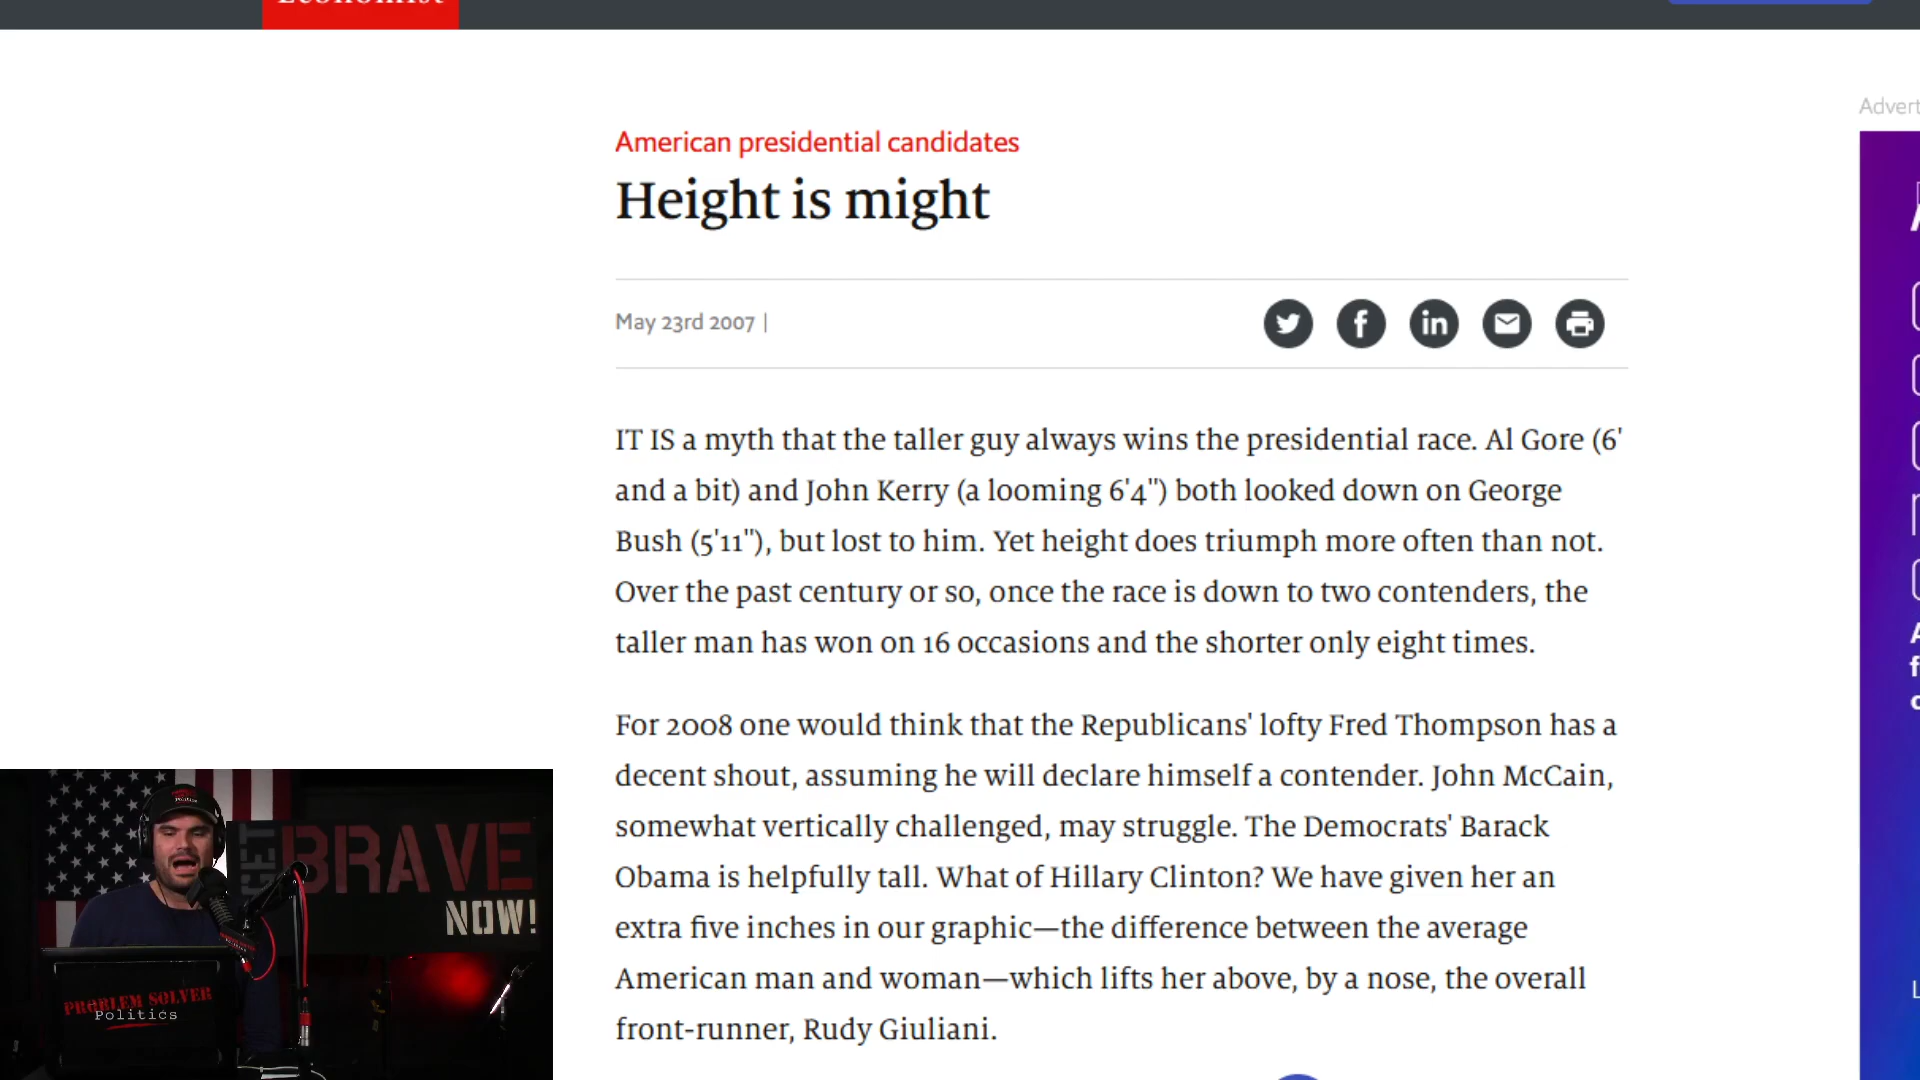 Economist
Advert
American presidential candidates
Height is might
May 23rd 2007 |
IT IS a myth that the taller guy always wins the presidential race. Al Gore (6'
and a bit) and John Kerry (a looming 6'4") both looked down on George
Bush (5'11"), but lost to him. Yet height does triumph more often than not.
Over the past century or so, once the race is down to two contenders, the
taller man has won on 16 occasions and the shorter only eight times.
For 2008 one would think that the Republicans' lofty Fred Thompson has a
decent shout, assuming he will declare himself a contender. John McCain,
somewhat vertically challenged, may struggle. The Democrats' Barack
Obama is helpfully tall. What of Hillary Clinton? We have given her an
extra five inches in our graphic—the difference between the average
American man and woman—which lifts her above, by a nose, the overall
front-runner, Rudy Giuliani.
GET
BRAVE
NOW!
PROBLEM SOLVER
Politics